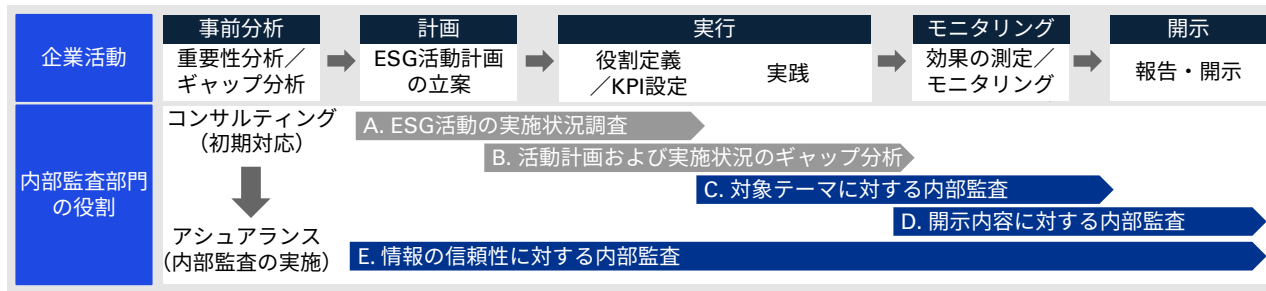 企業活動
事前分析
重要性分析／
ギャップ分析
計画
ESG活動計画
の立案
実行
役割定義
／KPI設定
実践
モニタリング
効果の測定／
モニタリング
開示
報告・開示
内部監査部門
の役割
コンサルティング
（初期対応）
アシュアランス
（内部監査の実施）
A. ESG活動の実施状況調査
B. 活動計画および実施状況のギャップ分析
C. 対象テーマに対する内部監査
D. 開示内容に対する内部監査
E. 情報の信頼性に対する内部監査